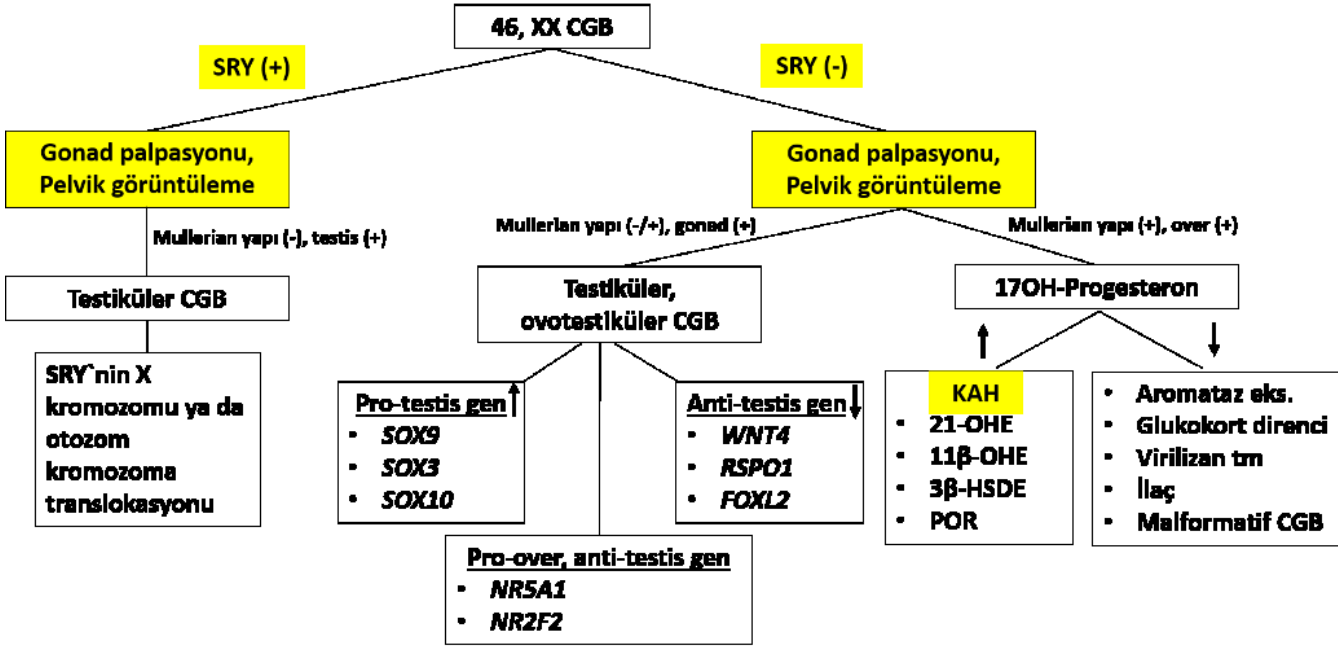 46, XX CGB
SRY (+)
SRY (-)
Gonad palpasyonu,
Pelvik görüntüleme
Gonad palpasyonu,
Pelvik görüntüleme
Mullerian yapı (-), testis (+)
Mullerian yapı (-/+), gonad (+)
Mullerian yapı (+), over (+)
Testiküler CGB
Testiküler,
ovotestiküler CGB
17OH-Progesteron
SRY`nin X
kromozomu ya da
otozom
kromozoma
translokasyonu
Pro-testis gen ↑
• SOX9
• SOX3
• SOX10
Anti-testis gen ↓
• WNT4
• RSPO1
• FOXL2
Pro-over, anti-testis gen
• NR5A1
• NR2F2
↑
KAH
• 21-OHE
• 11β-OHE
• 3β-HSDE
• POR
↓
• Aromataz eks.
• Glukokort direnci
• Virilizan tm
• İlaç
• Malformatif CGB